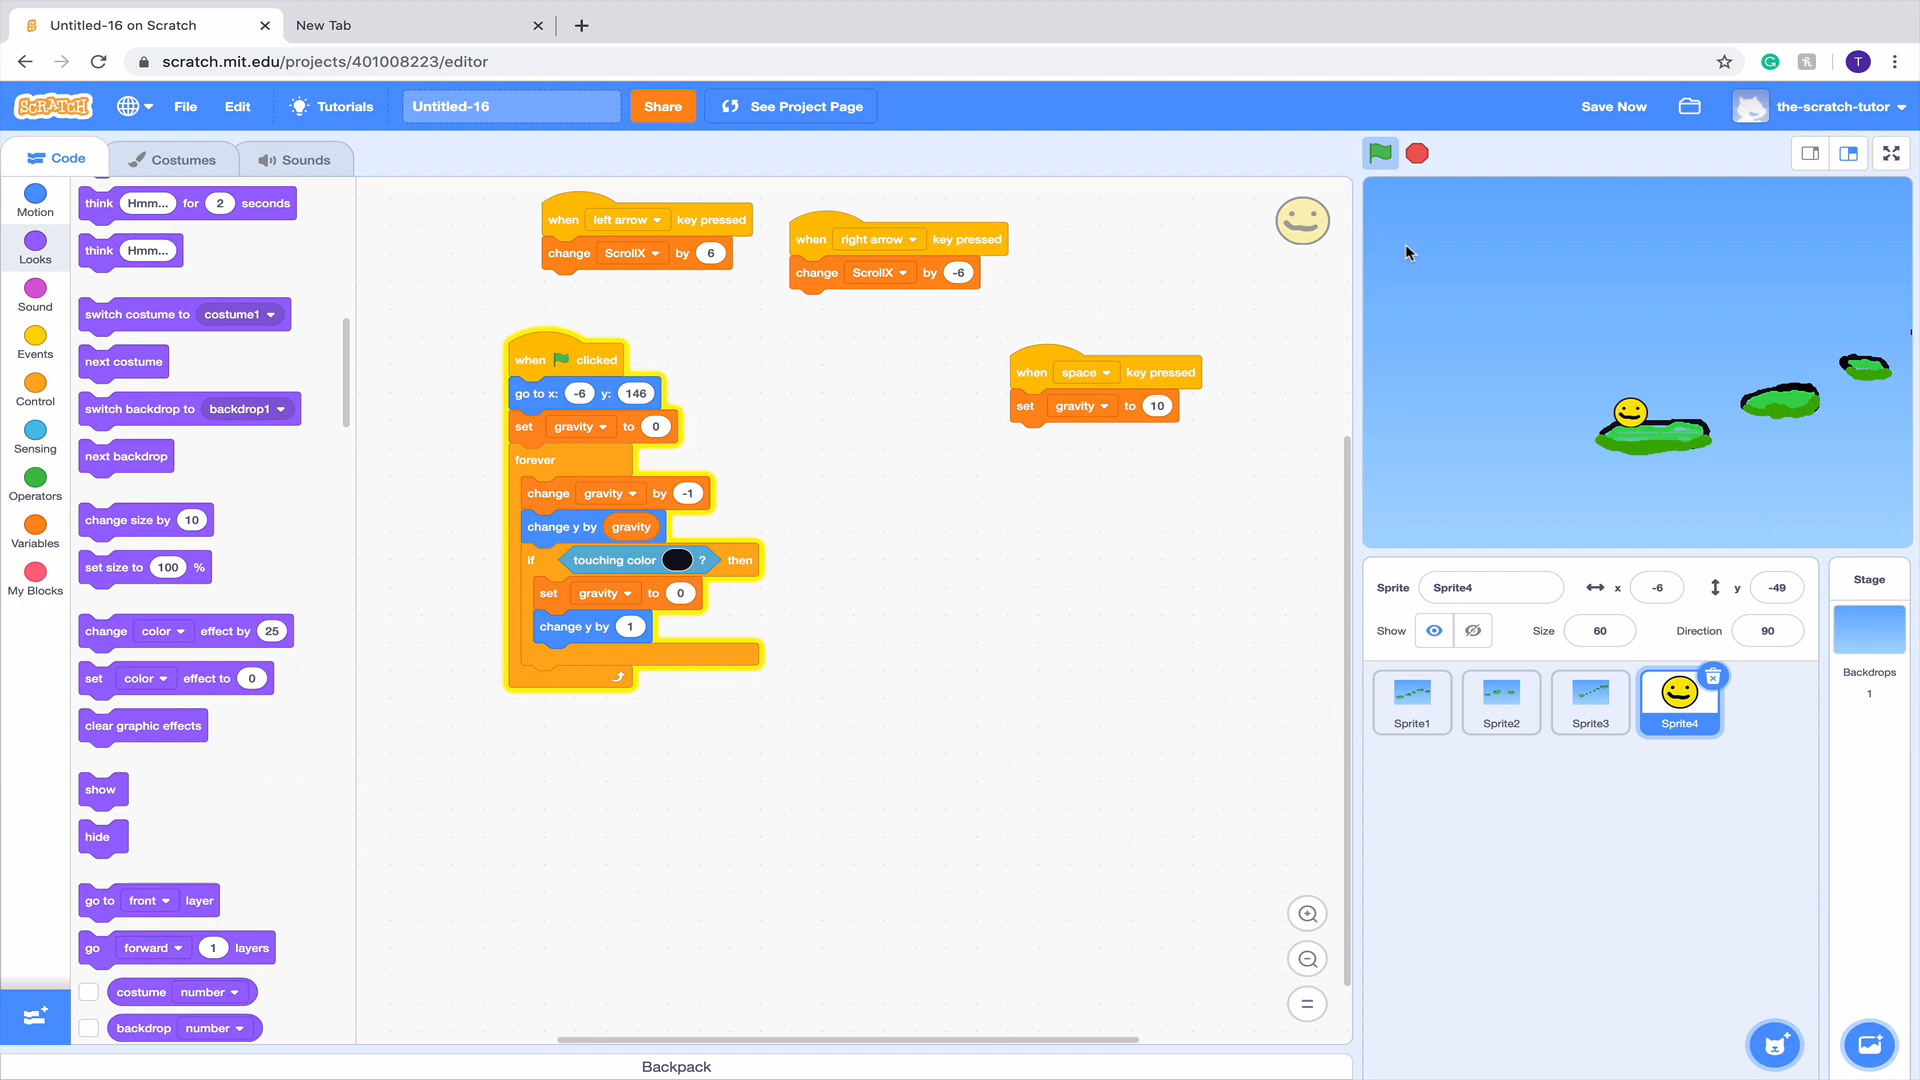 Untitled-16 on Scratch
New Tab
scratch.mit.edu/projects/401008223/editor
T
SCRATCH
File
Edit
Tutorials
Untitled-16
Share
See Project Page
Save Now
the-scratch-tutor
Code
Costumes
Sounds
Motion
Looks
Sound
Events
Control
Sensing
Operators
Variables
My Blocks
think Hmm... for 2 seconds
think Hmm...
switch costume to costume1
next costume
switch backdrop to backdrop1
next backdrop
change size by 10
set size to 100 %
change color effect by 25
set color effect to 0
clear graphic effects
show
hide
go to front layer
go forward 1 layers
costume number
backdrop number
when left arrow key pressed
change ScrollX by 6
when right arrow key pressed
change ScrollX by -6
when clicked
go to x: -6 y: 146
set gravity to 0
forever
change gravity by -1
change y by gravity
if touching color ? then
set gravity to 0
change y by 1
when space key pressed
set gravity to 10
Backpack
Sprite Sprite4 x -6 y -49
Show Size 60 Direction 90
Sprite1
Sprite2
Sprite3
Sprite4
Stage
Backdrops
1